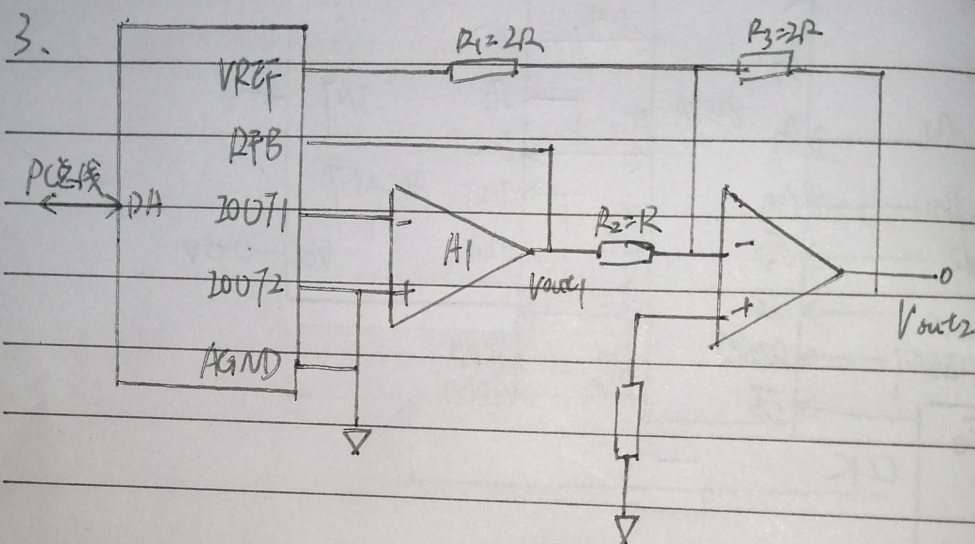 3.
R1=2R
R3=2R
VREF
RFB
PC总线
DA
IOUT1
A1
R2=R
-
-
IOUT2
+
Vout1
+
Vout2
AGND